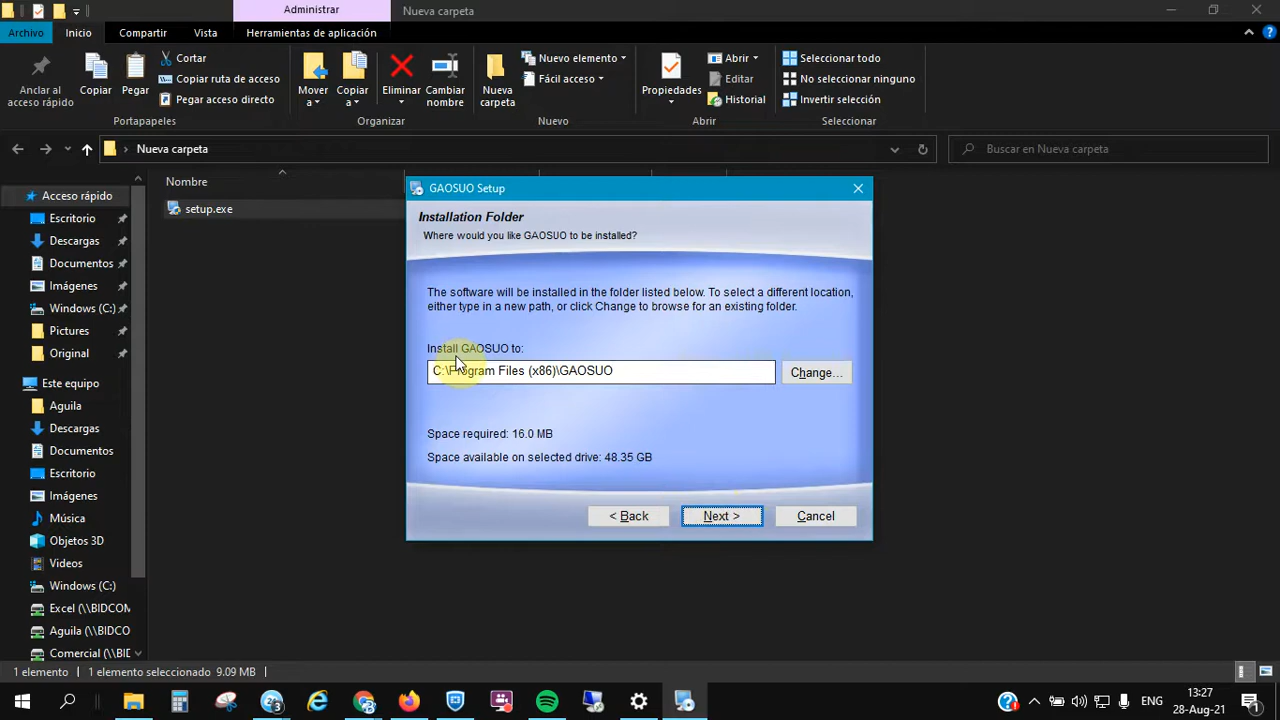 Administrar
Nueva carpeta
Archivo
Inicio
Compartir
Vista
Herramientas de aplicación
Anclar al
acceso rápido
Copiar
Pegar
Cortar
Copiar ruta de acceso
Pegar acceso directo
Portapapeles
Mover
a
Copiar
a
Eliminar
Cambiar
nombre
Organizar
Nueva
carpeta
Nuevo elemento
Fácil acceso
Nuevo
Propiedades
Abrir
Editar
Historial
Abrir
Seleccionar todo
No seleccionar ninguno
Invertir selección
Seleccionar
Nueva carpeta
Buscar en Nueva carpeta
Acceso rápido
Escritorio
Descargas
Documentos
Imágenes
Windows (C:)
Pictures
Original
Este equipo
Aguila
Descargas
Documentos
Escritorio
Imágenes
Música
Objetos 3D
Videos
Windows (C:)
Excel (\\BIDCOM
Aguila (\\BIDCO
Comercial (\\BID
Nombre
setup.exe
GAOSUO Setup
Installation Folder
Where would you like GAOSUO to be installed?
The software will be installed in the folder listed below. To select a different location,
either type in a new path, or click Change to browse for an existing folder.
Install GAOSUO to:
C:\Program Files (x86)\GAOSUO
Change...
Space required: 16.0 MB
Space available on selected drive: 48.35 GB
< Back
Next >
Cancel
1 elemento
1 elemento seleccionado 9.09 MB
3
ENG
13:27
28-Aug-21
1